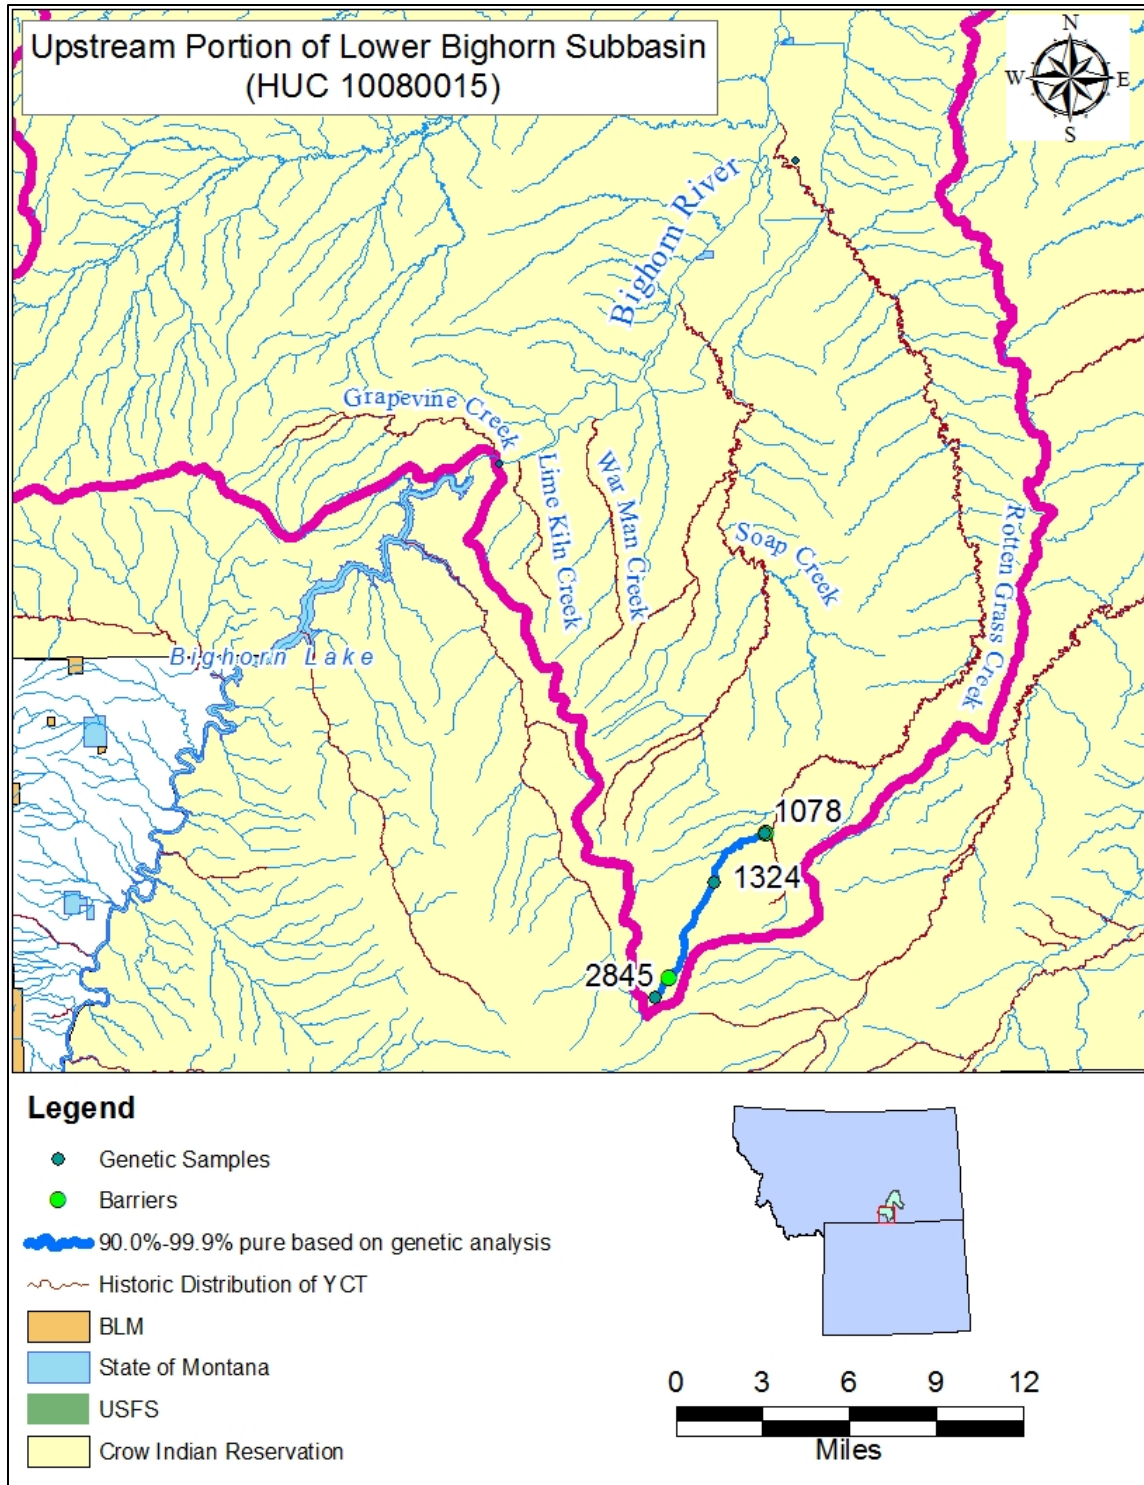 Upstream Portion of Lower Bighorn Subbasin
(HUC 10080015)
N
W
E
S
Bighorn River
Grapevine Creek
Lime Kiln Creek
War Man Creek
Soap Creek
Rotten Grass Creek
Bighorn Lake
1078
1324
2845
Legend
Genetic Samples
Barriers
90.0%-99.9% pure based on genetic analysis
Historic Distribution of YCT
BLM
State of Montana
USFS
Crow Indian Reservation
0 3 6 9 12
Miles